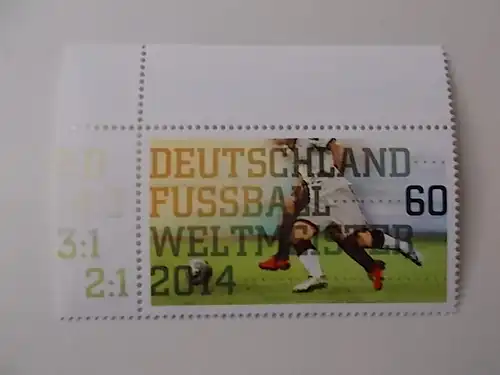 DEUTSCHLAND
FUSSBALL
60
WELTMEISTER
3:1
2:1 2014